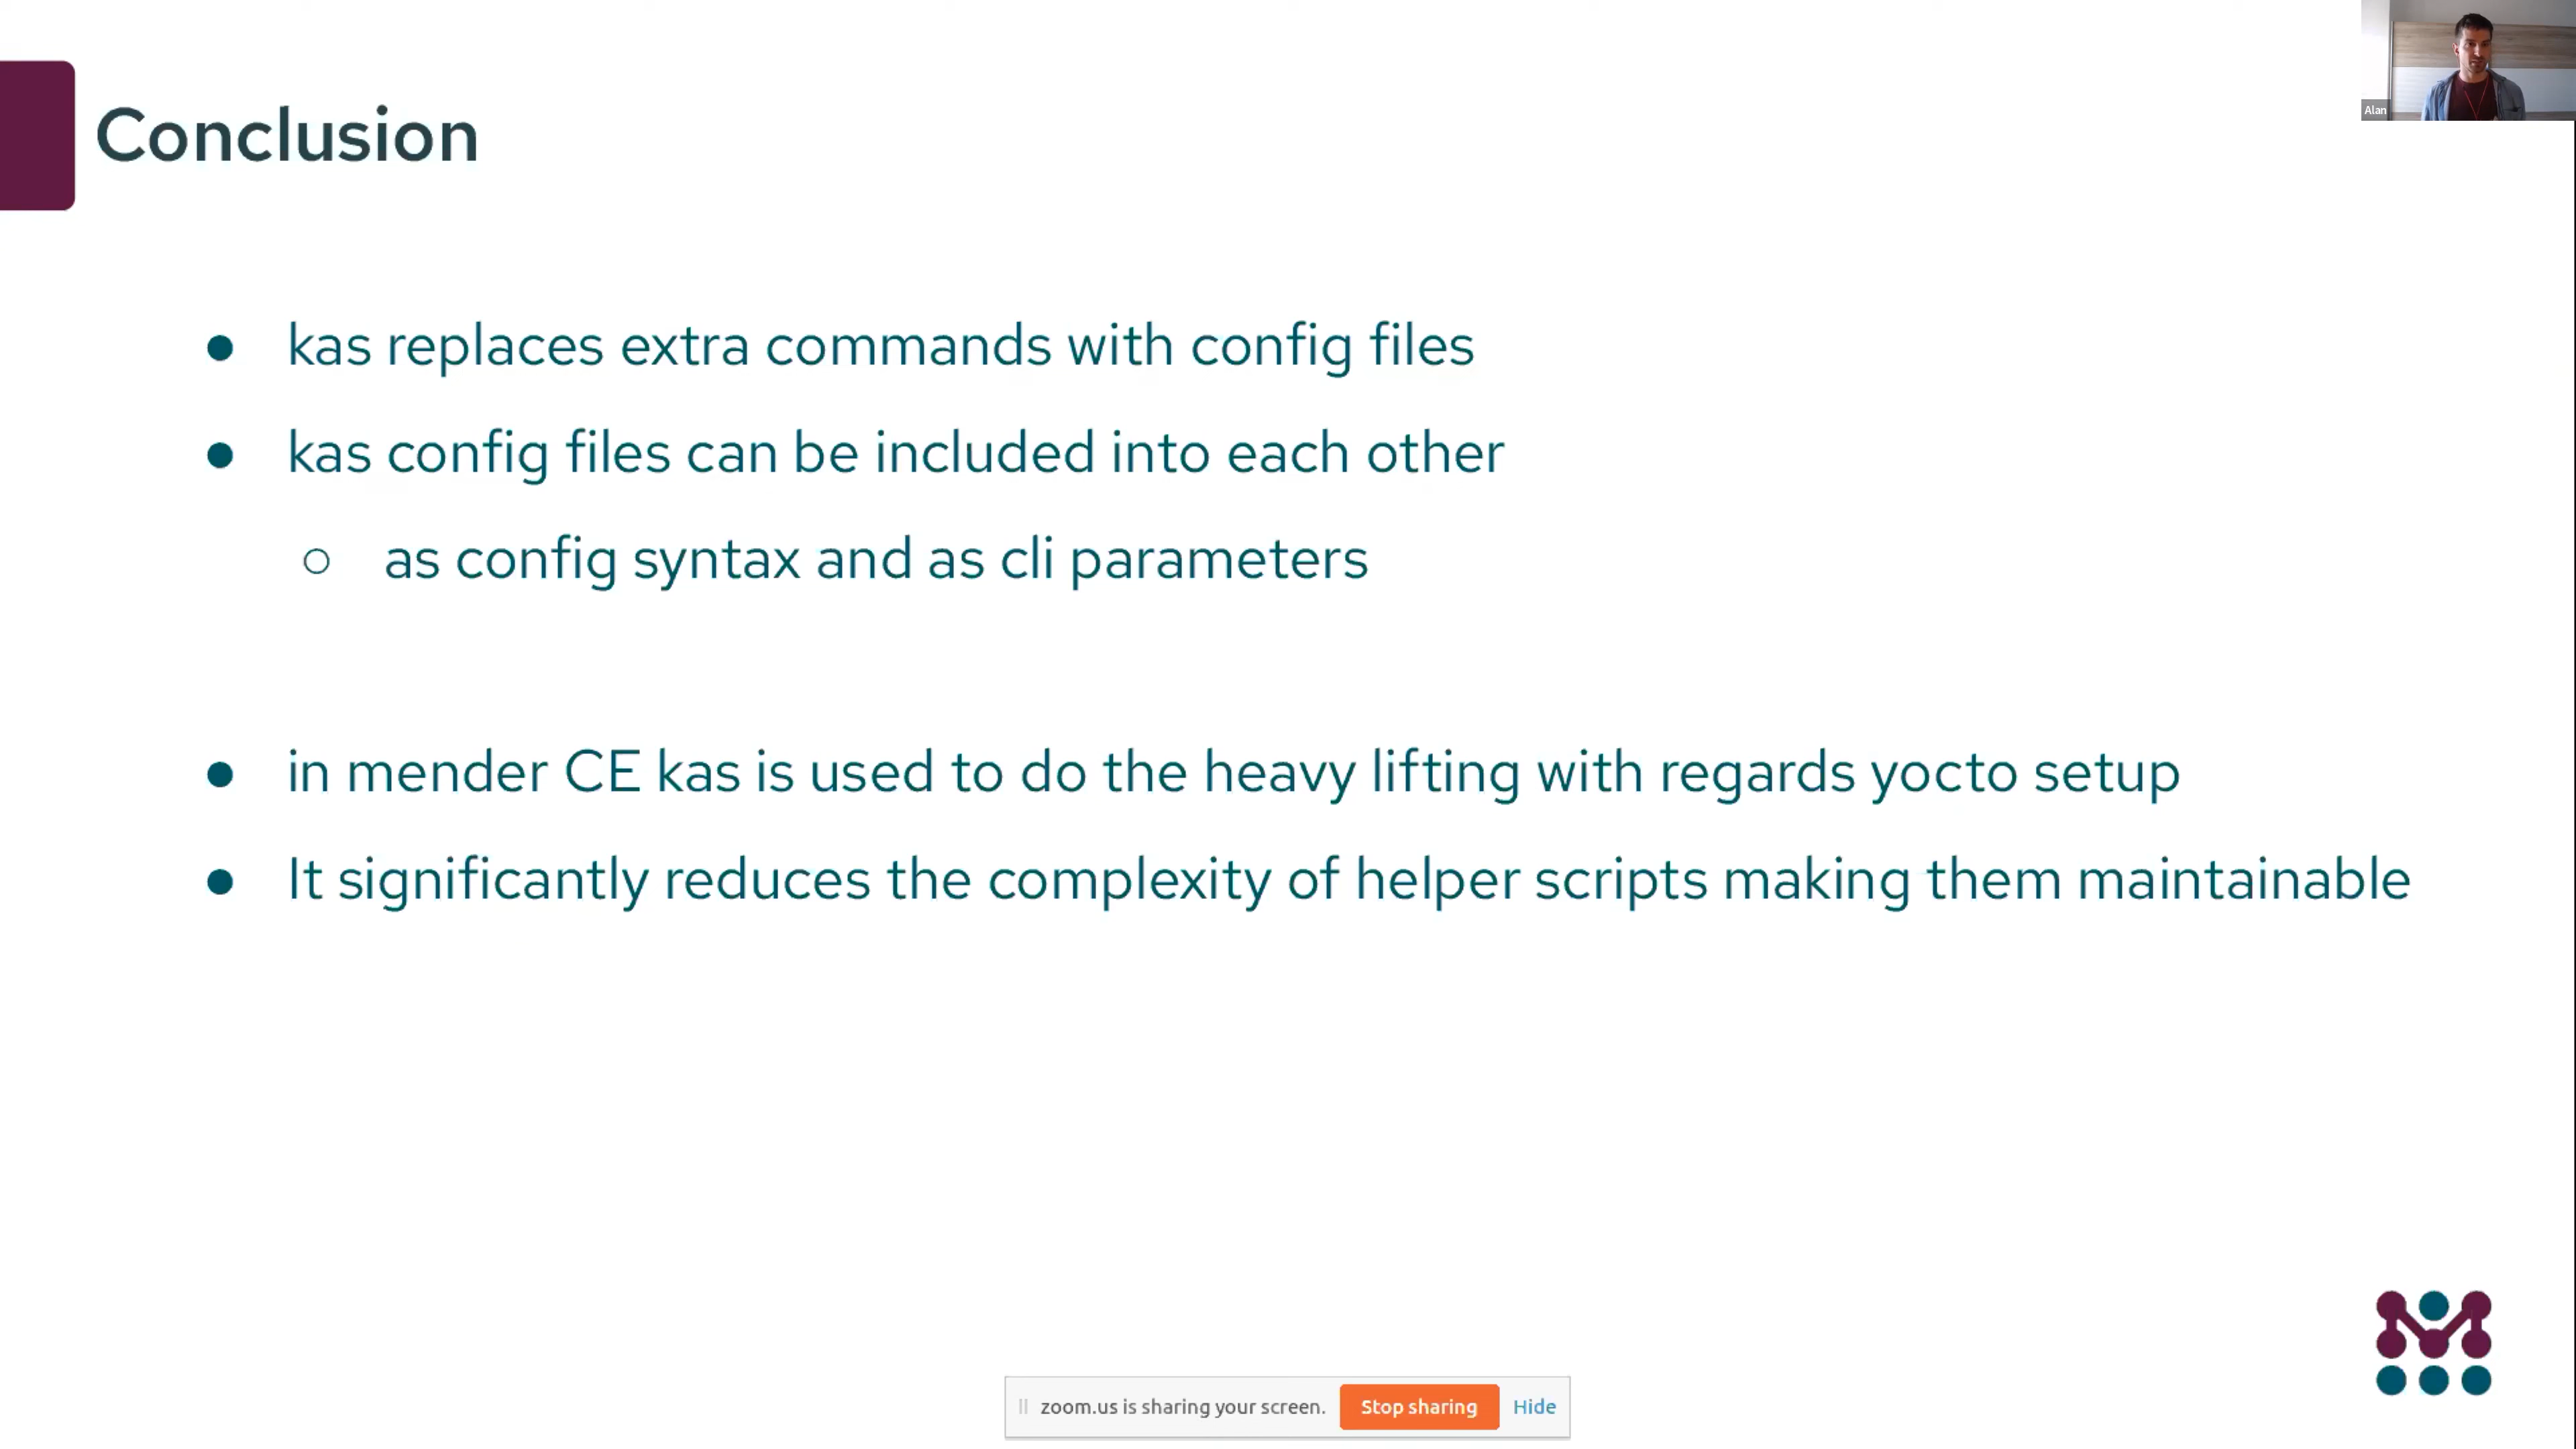 Alan
Conclusion
● kas replaces extra commands with config files
● kas config files can be included into each other
○ as config syntax and as cli parameters
● in mender CE kas is used to do the heavy lifting with regards yocto setup
● It significantly reduces the complexity of helper scripts making them maintainable
zoom.us is sharing your screen. Stop sharing Hide